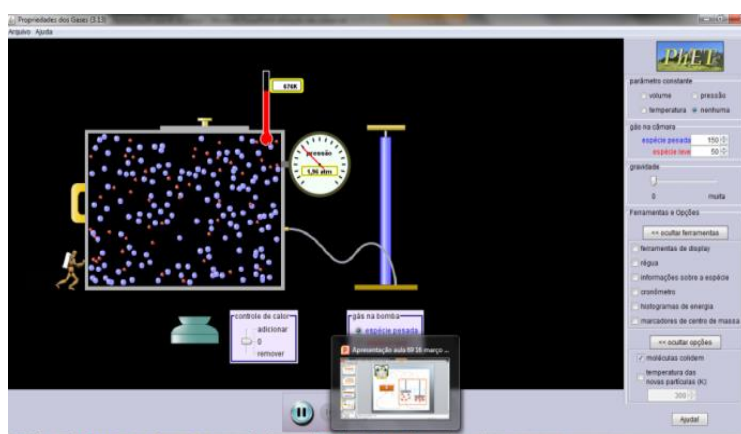 Propriedades dos Gases (3.13)
Arquivo Ajuda
676K
pressão
1,96 atm
controle de calor
adicionar
0
remover
gás na bomba
espécie pesada
Apresentação aula 09 16 março ...
PhET
parâmetro constante
volume pressão
temperatura nenhuma
gás na câmara
espécie pesada 150
espécie leve 50
gravidade
0 muita
Ferramentas e Opções
<< ocultar ferramentas
ferramentas de display
régua
informações sobre a espécie
cronômetro
histogramas de energia
marcadores de centro de massa
<< ocultar opções
moléculas colidem
temperatura das
novas partículas (K)
300
Ajuda!